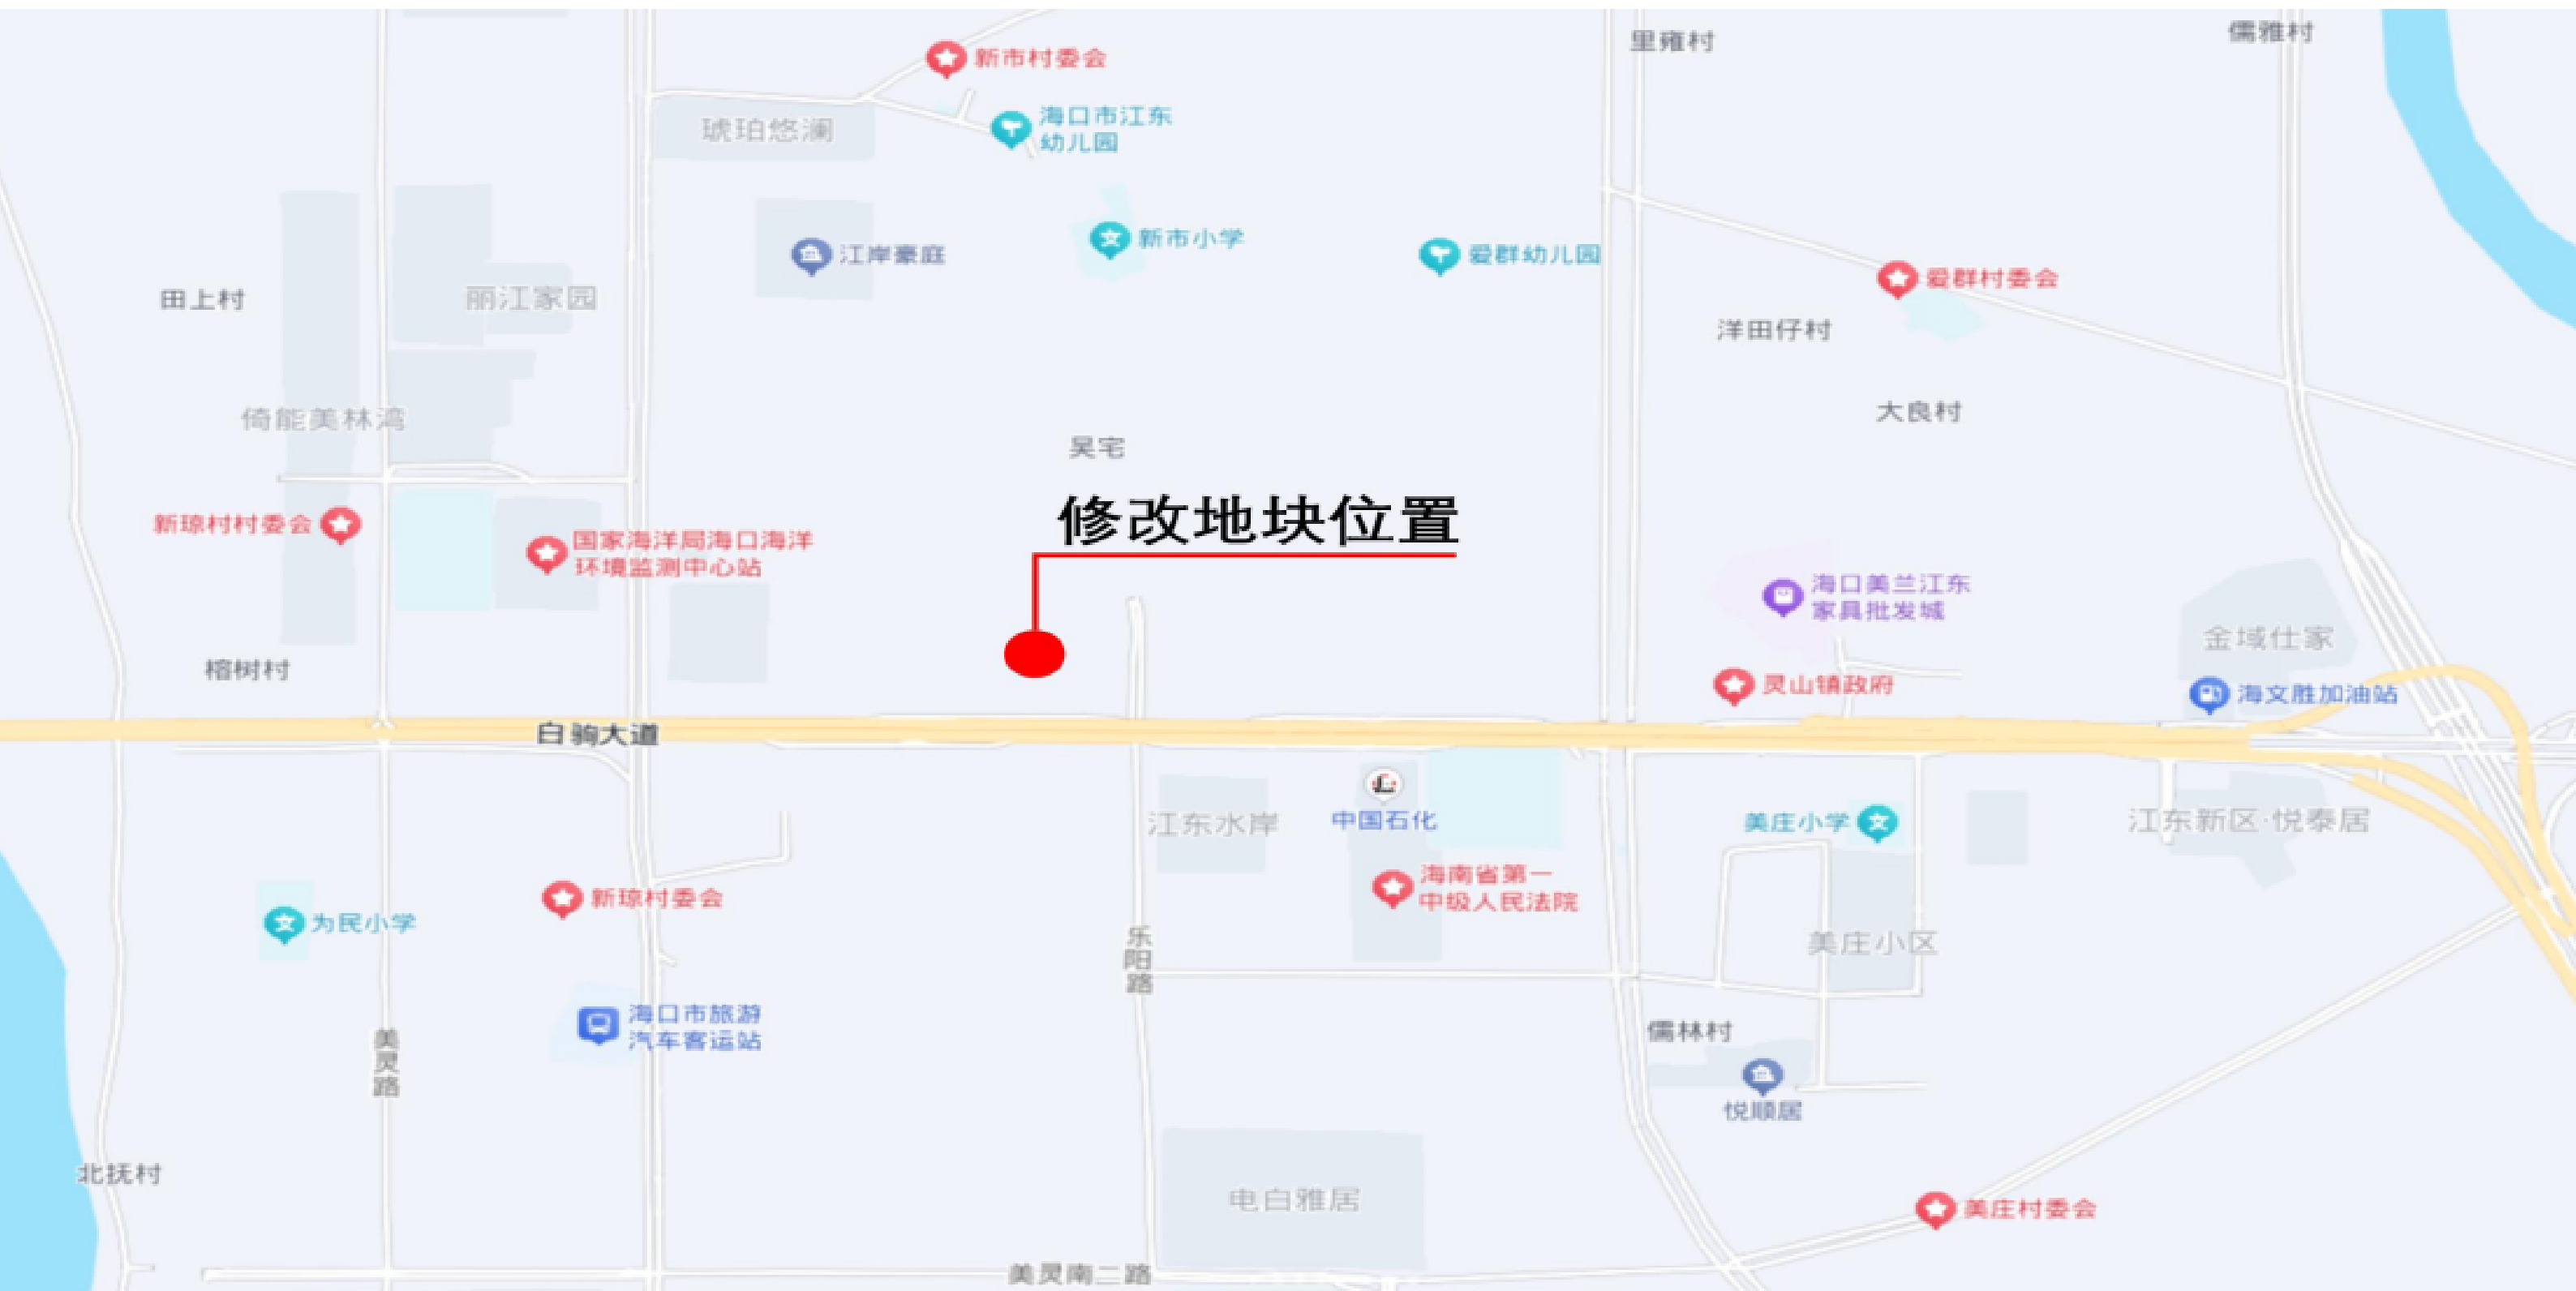 里雍村
儒雅村
新市村委会
海口市江东
幼儿园
琥珀悠澜
江岸豪庭
新市小学
爱群幼儿园
爱群村委会
田上村
丽江家园
洋田仔村
大良村
倚能美林湾
吴宅
修改地块位置
新琼村村委会
国家海洋局海口海洋
环境监测中心站
海口美兰江东
家具批发城
金域仕家
榕树村
灵山镇政府
海文胜加油站
白驹大道
江东水岸
中国石化
美庄小学
江东新区·悦泰居
海南省第一
中级人民法院
新琼村委会
为民小学
乐阳路
美庄小区
海口市旅游
汽车客运站
美灵路
儒林村
悦顺居
北抚村
电白雅居
美庄村委会
美灵南二路